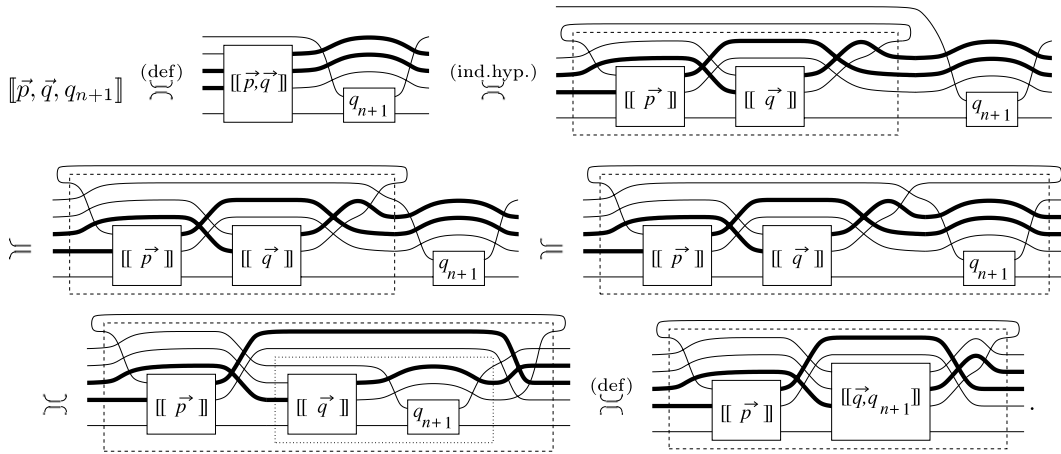 ⟦p⃗, q⃗, q_{n+1}⟧ (def) ≍ ⟦p⃗, q⃗⟧ q_{n+1} (ind.hyp.) ≍ ⟦ p⃗ ⟧ ⟦ q⃗ ⟧ q_{n+1}
≍ ⟦ p⃗ ⟧ ⟦ q⃗ ⟧ q_{n+1} ≍ ⟦ p⃗ ⟧ ⟦ q⃗ ⟧ q_{n+1}
≍ ⟦ p⃗ ⟧ ⟦ q⃗ ⟧ q_{n+1} (def) ≍ ⟦ p⃗ ⟧ ⟦q⃗, q_{n+1}⟧ .